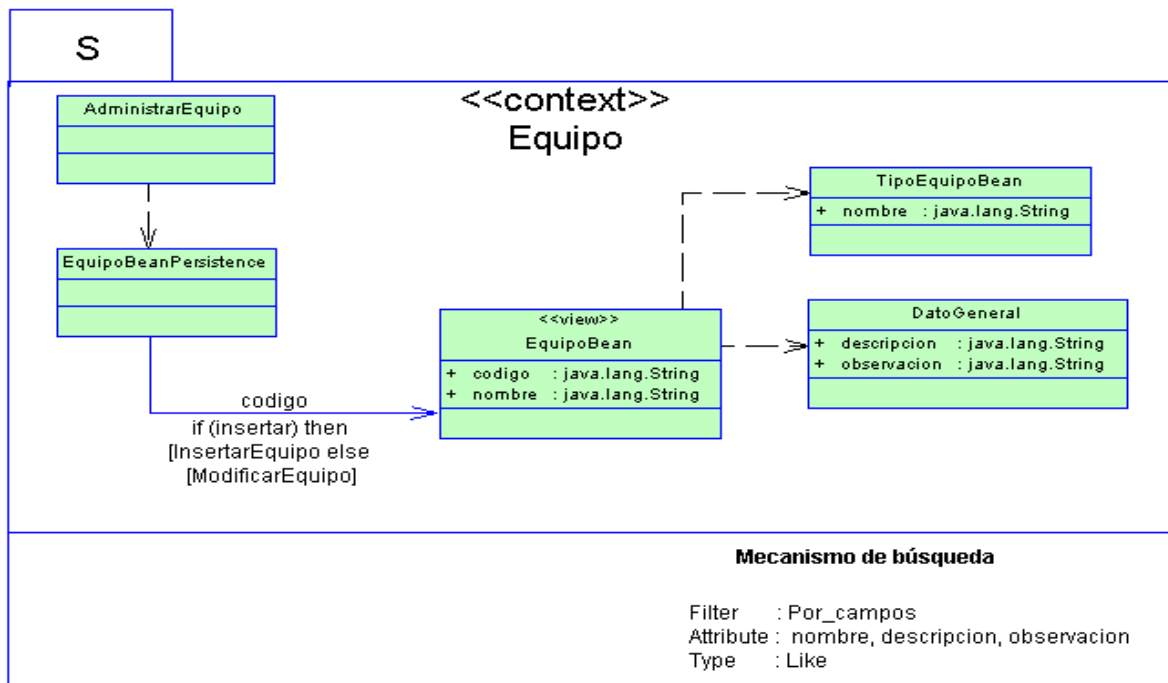 S
<<context>>
Equipo
AdministrarEquipo
EquipoBeanPersistence
TipoEquipoBean
+ nombre : java.lang.String
<<view>>
EquipoBean
+ codigo : java.lang.String
+ nombre : java.lang.String
DatoGeneral
+ descripcion : java.lang.String
+ observacion : java.lang.String
codigo
if (insertar) then
[InsertarEquipo else
[ModificarEquipo]
Mecanismo de búsqueda
Filter : Por_campos
Attribute : nombre, descripcion, observacion
Type : Like